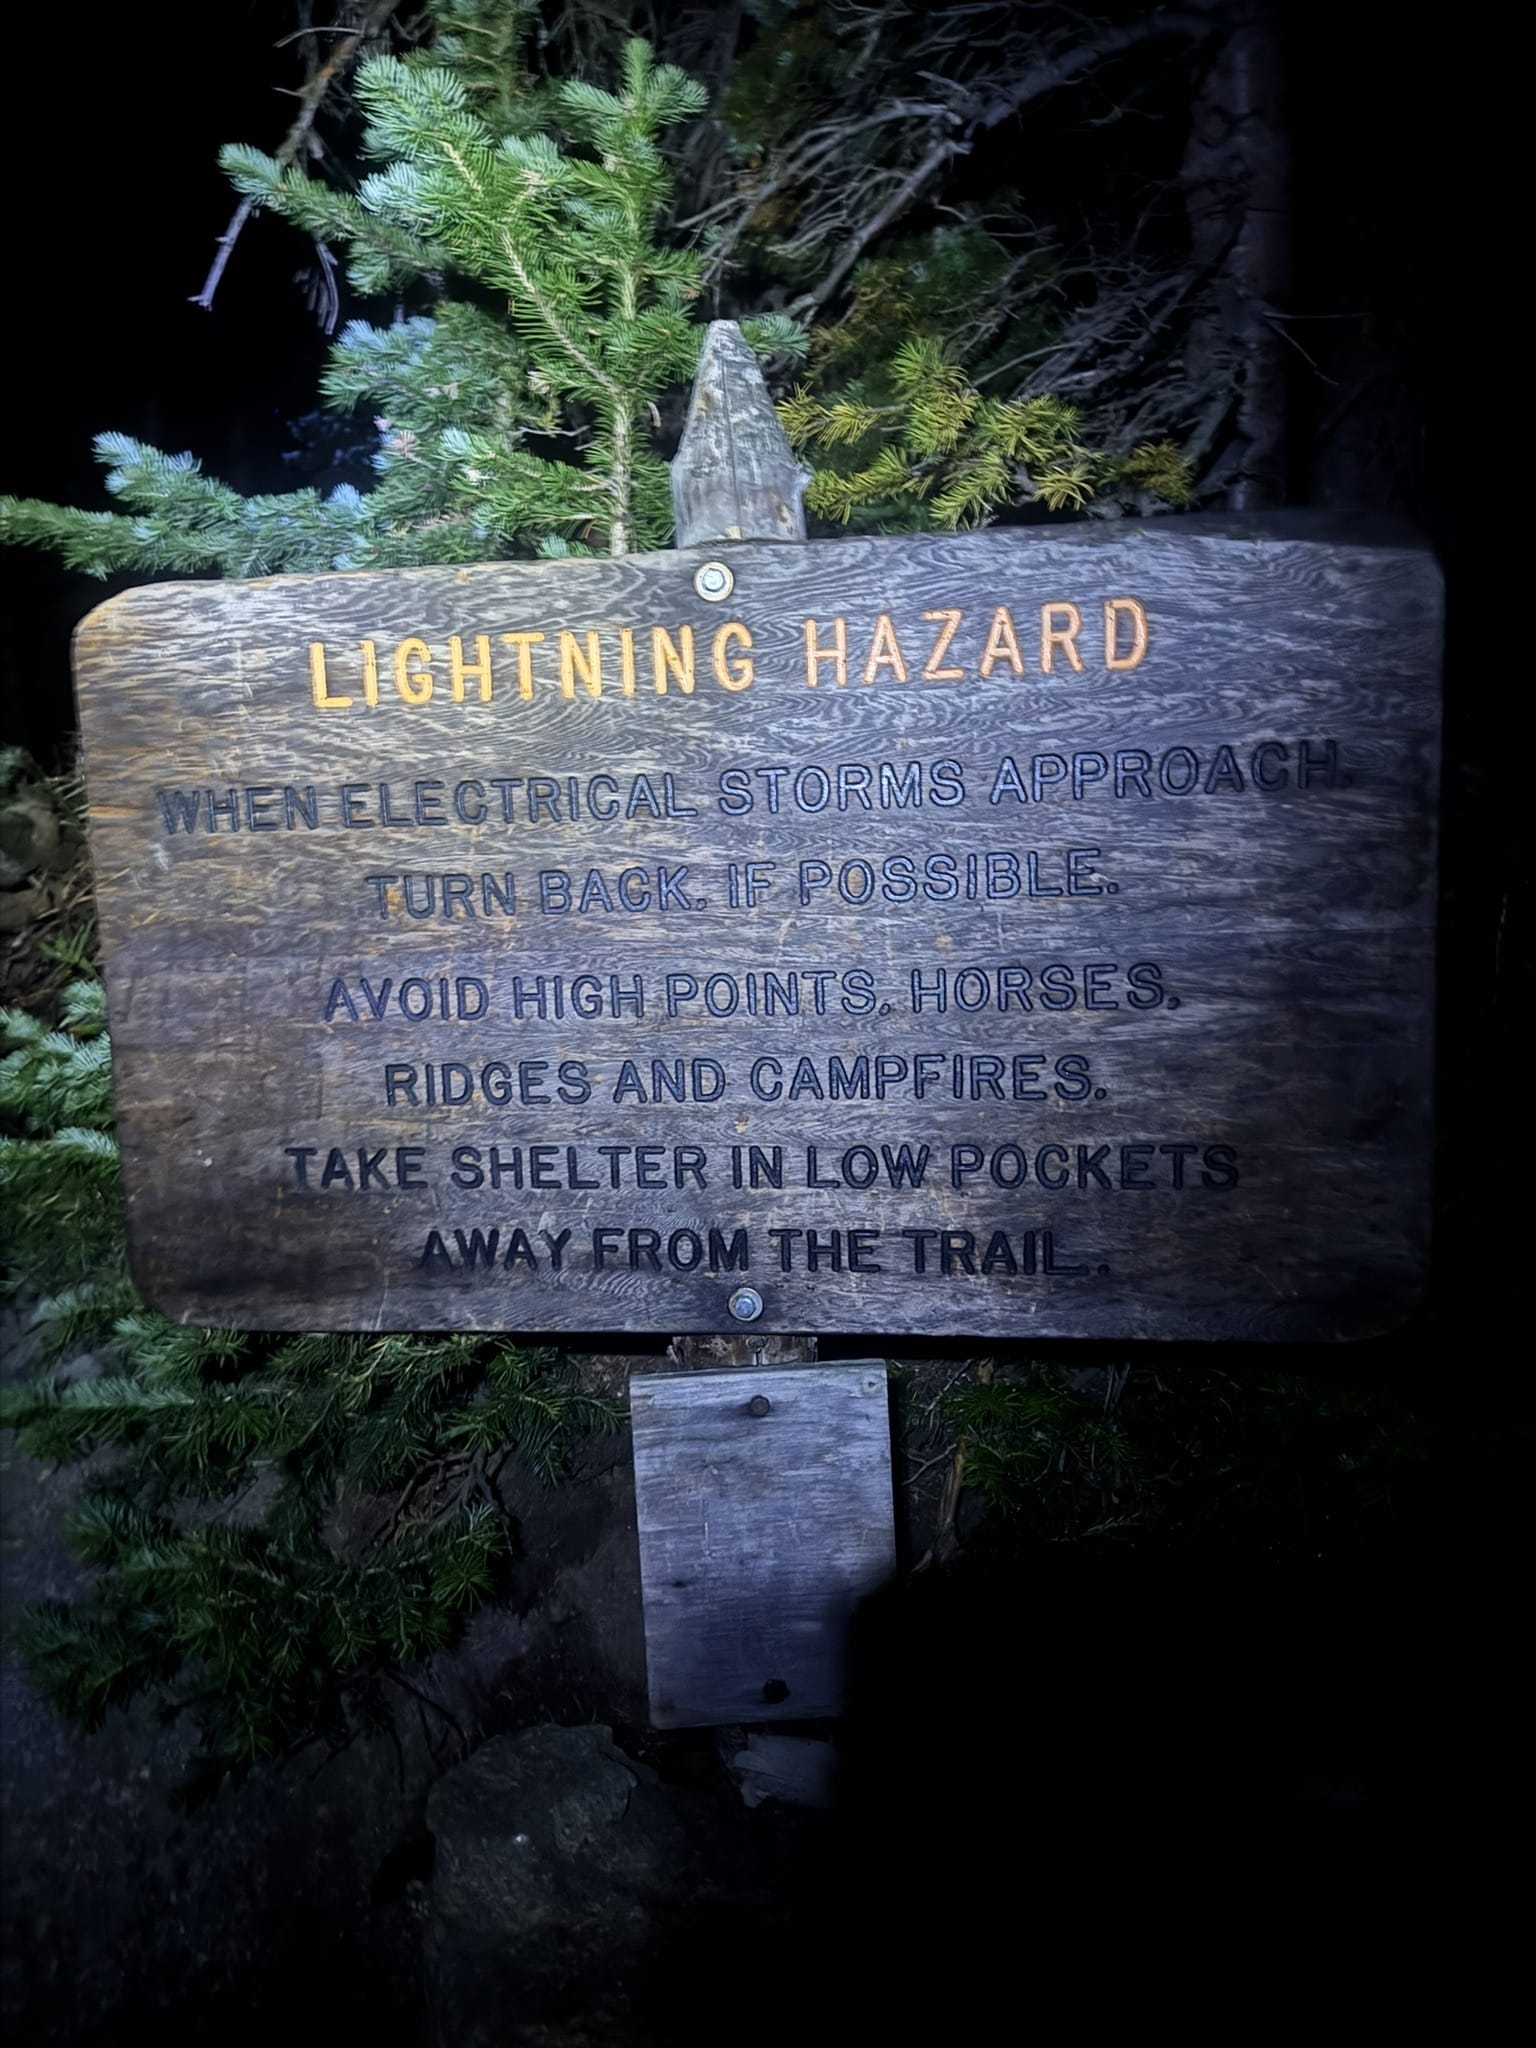 LIGHTNING HAZARD
WHEN ELECTRICAL STORMS APPROACH,
TURN BACK, IF POSSIBLE.
AVOID HIGH POINTS, HORSES,
RIDGES AND CAMPFIRES.
TAKE SHELTER IN LOW POCKETS
AWAY FROM THE TRAIL.